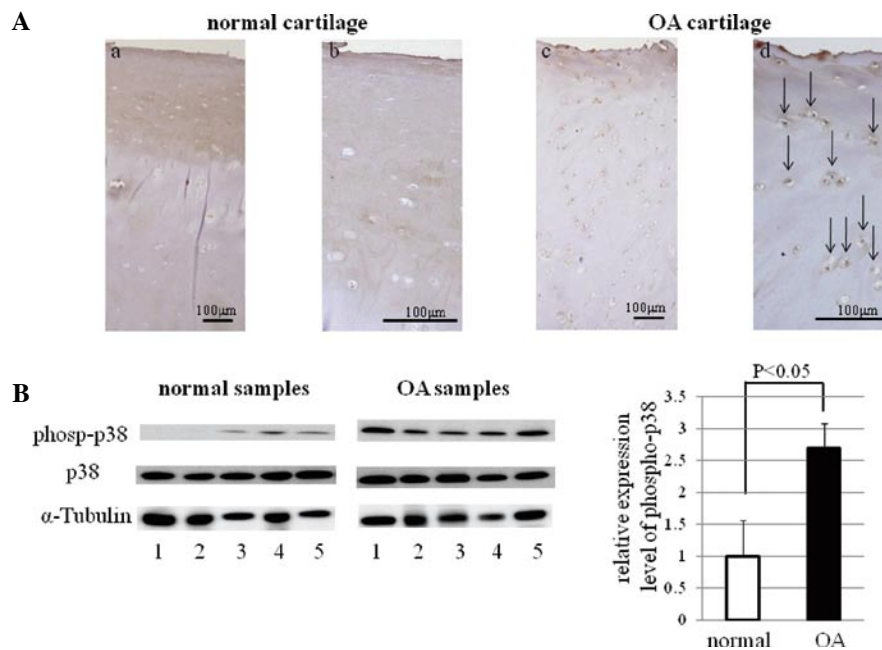 A
normal cartilage
OA cartilage
a
b
c
d
100μm
100μm
100μm
100μm
B
normal samples
OA samples
phosp-p38
p38
α-Tubulin
1 2 3 4 5
1 2 3 4 5
P<0.05
relative expression
level of phospho-p38
3.5
3
2.5
2
1.5
1
0.5
0
normal
OA